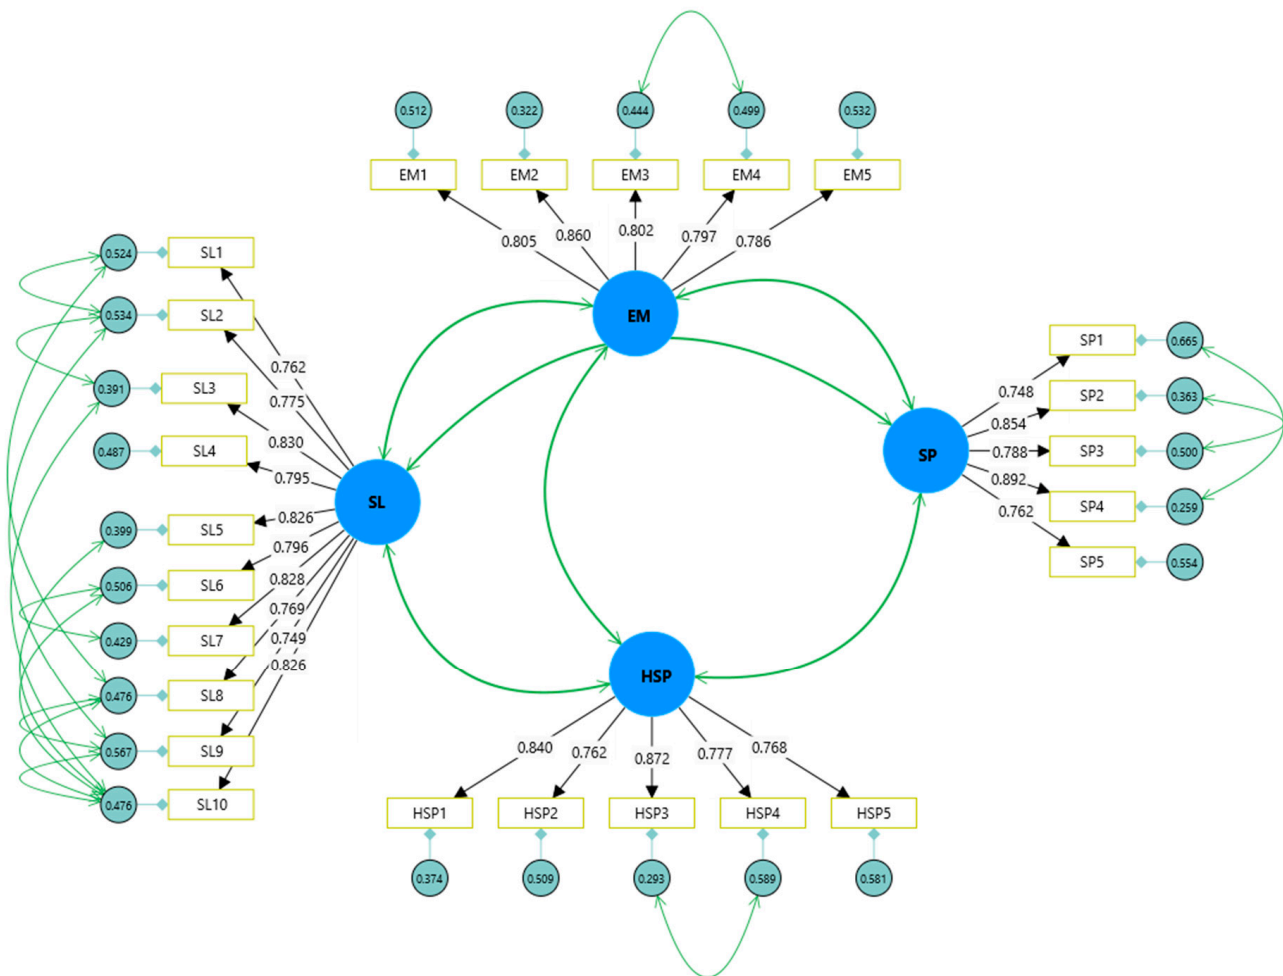 0.512 0.322 0.444 0.499 0.532
EM1 EM2 EM3 EM4 EM5
0.805 0.860 0.802 0.797 0.786
EM
0.524 SL1
0.534 SL2
0.391 SL3
0.487 SL4
0.399 SL5
0.506 SL6
0.429 SL7
0.476 SL8
0.567 SL9
0.476 SL10
0.762
0.775
0.830
0.795
0.826
0.796
0.828
0.769
0.749
0.826
SL
SP
0.748
0.854
0.788
0.892
0.762
SP1 0.665
SP2 0.363
SP3 0.500
SP4 0.259
SP5 0.554
HSP
0.840 0.762 0.872 0.777 0.768
HSP1 HSP2 HSP3 HSP4 HSP5
0.374 0.509 0.293 0.589 0.581